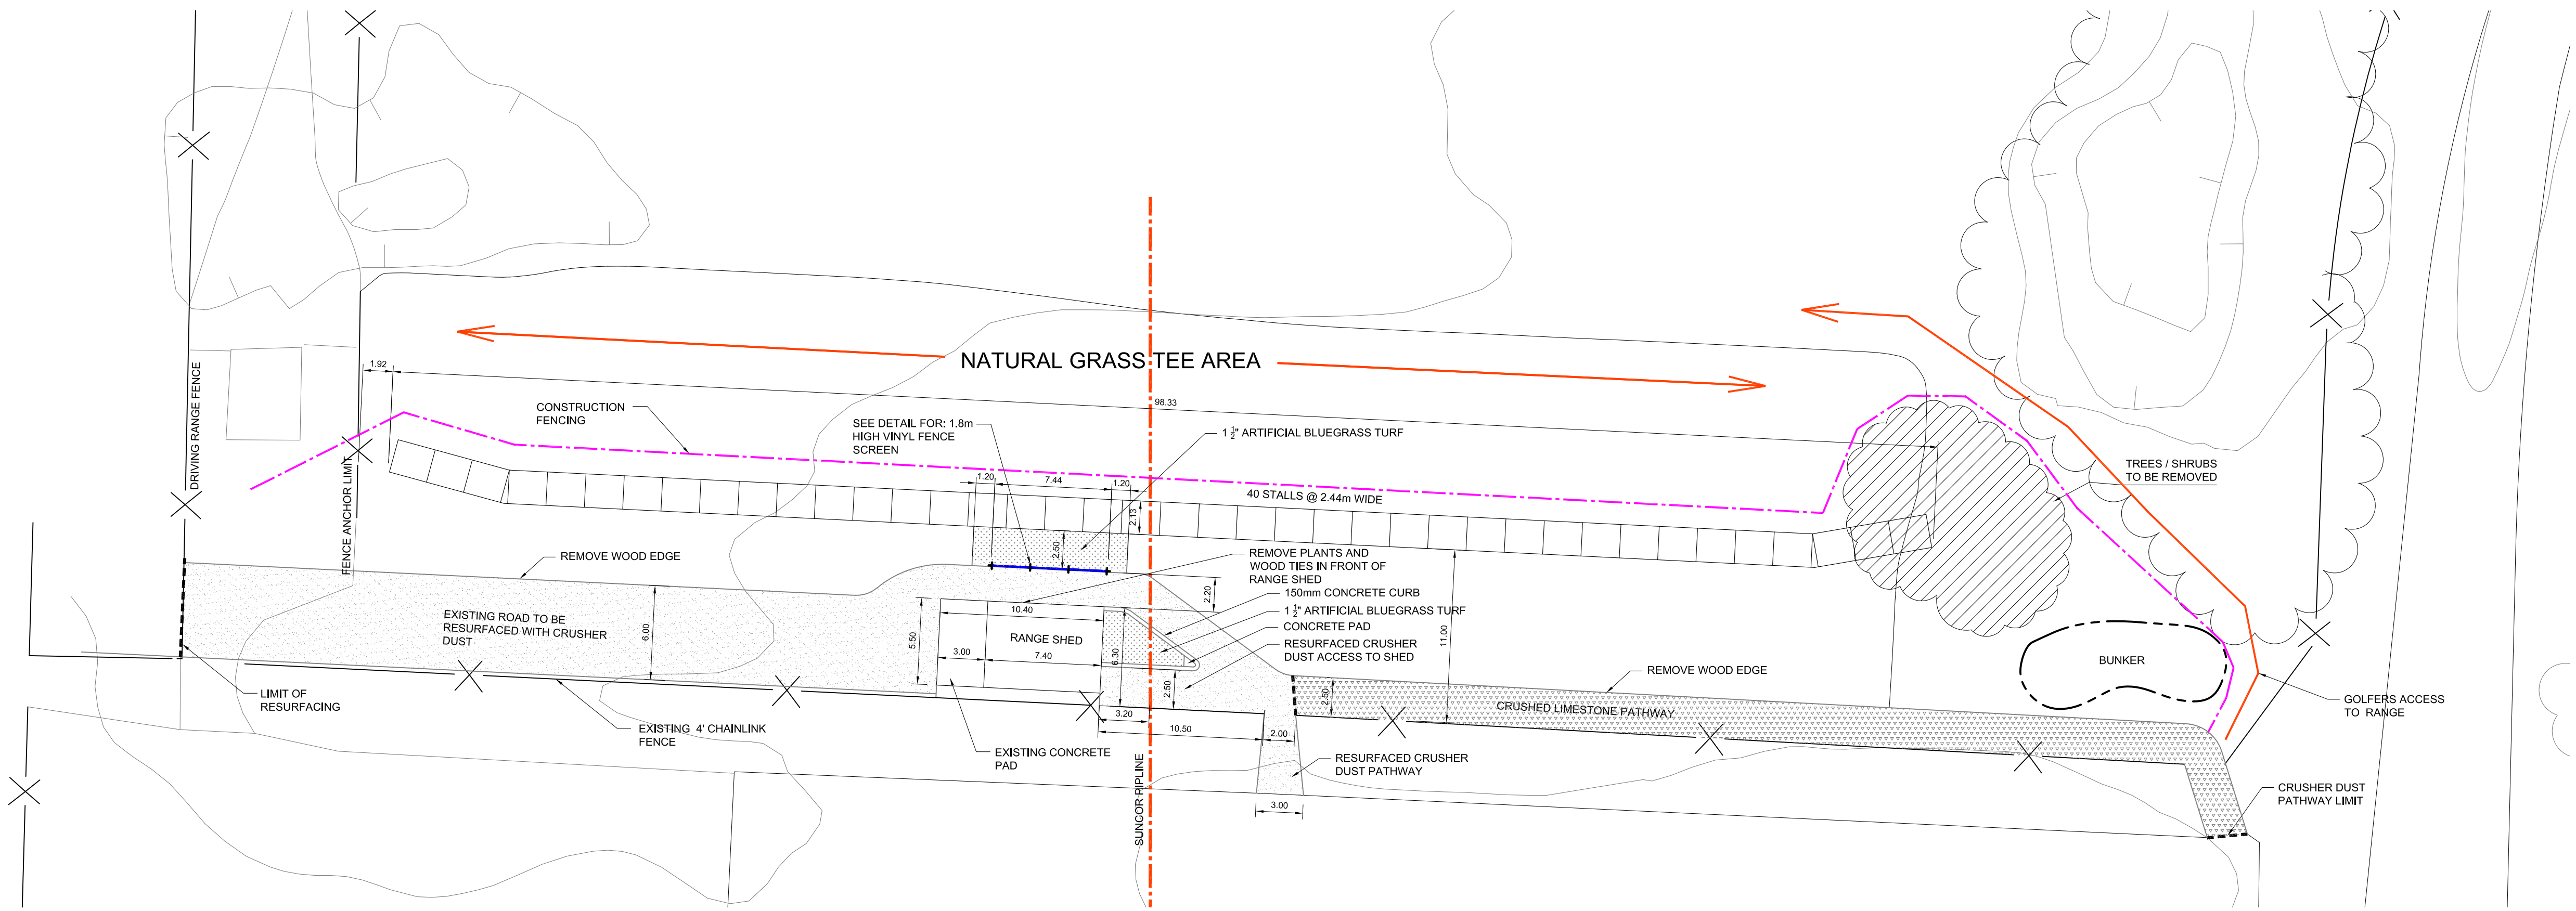 NATURAL GRASS TEE AREA
DRIVING RANGE FENCE
FENCE ANCHOR LIMIT
1.92
98.33
CONSTRUCTION
FENCING
SEE DETAIL FOR: 1.8m
HIGH VINYL FENCE
SCREEN
1 1/2" ARTIFICIAL BLUEGRASS TURF
TREES / SHRUBS
TO BE REMOVED
1.20
7.44
1.20
40 STALLS @ 2.44m WIDE
2.13
2.50
REMOVE WOOD EDGE
REMOVE PLANTS AND
WOOD TIES IN FRONT OF
RANGE SHED
150mm CONCRETE CURB
1 1/2" ARTIFICIAL BLUEGRASS TURF
CONCRETE PAD
RESURFACED CRUSHER
DUST ACCESS TO SHED
2.20
11.00
EXISTING ROAD TO BE
RESURFACED WITH CRUSHER
DUST
6.00
5.50
10.40
RANGE SHED
3.00
7.40
6.30
2.50
3.20
10.50
2.00
2.50
REMOVE WOOD EDGE
CRUSHED LIMESTONE PATHWAY
BUNKER
GOLFERS ACCESS
TO RANGE
LIMIT OF
RESURFACING
EXISTING 4' CHAINLINK
FENCE
EXISTING CONCRETE
PAD
SUNCOR PIPLINE
RESURFACED CRUSHER
DUST PATHWAY
3.00
CRUSHER DUST
PATHWAY LIMIT